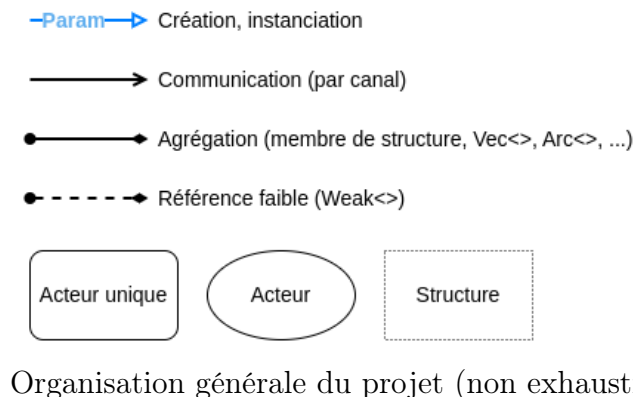 Param Création, instanciation
Communication (par canal)
Agrégation (membre de structure, Vec<>, Arc<>, ...)
Référence faible (Weak<>)
Acteur unique Acteur Structure
Organisation générale du projet (non exhaust